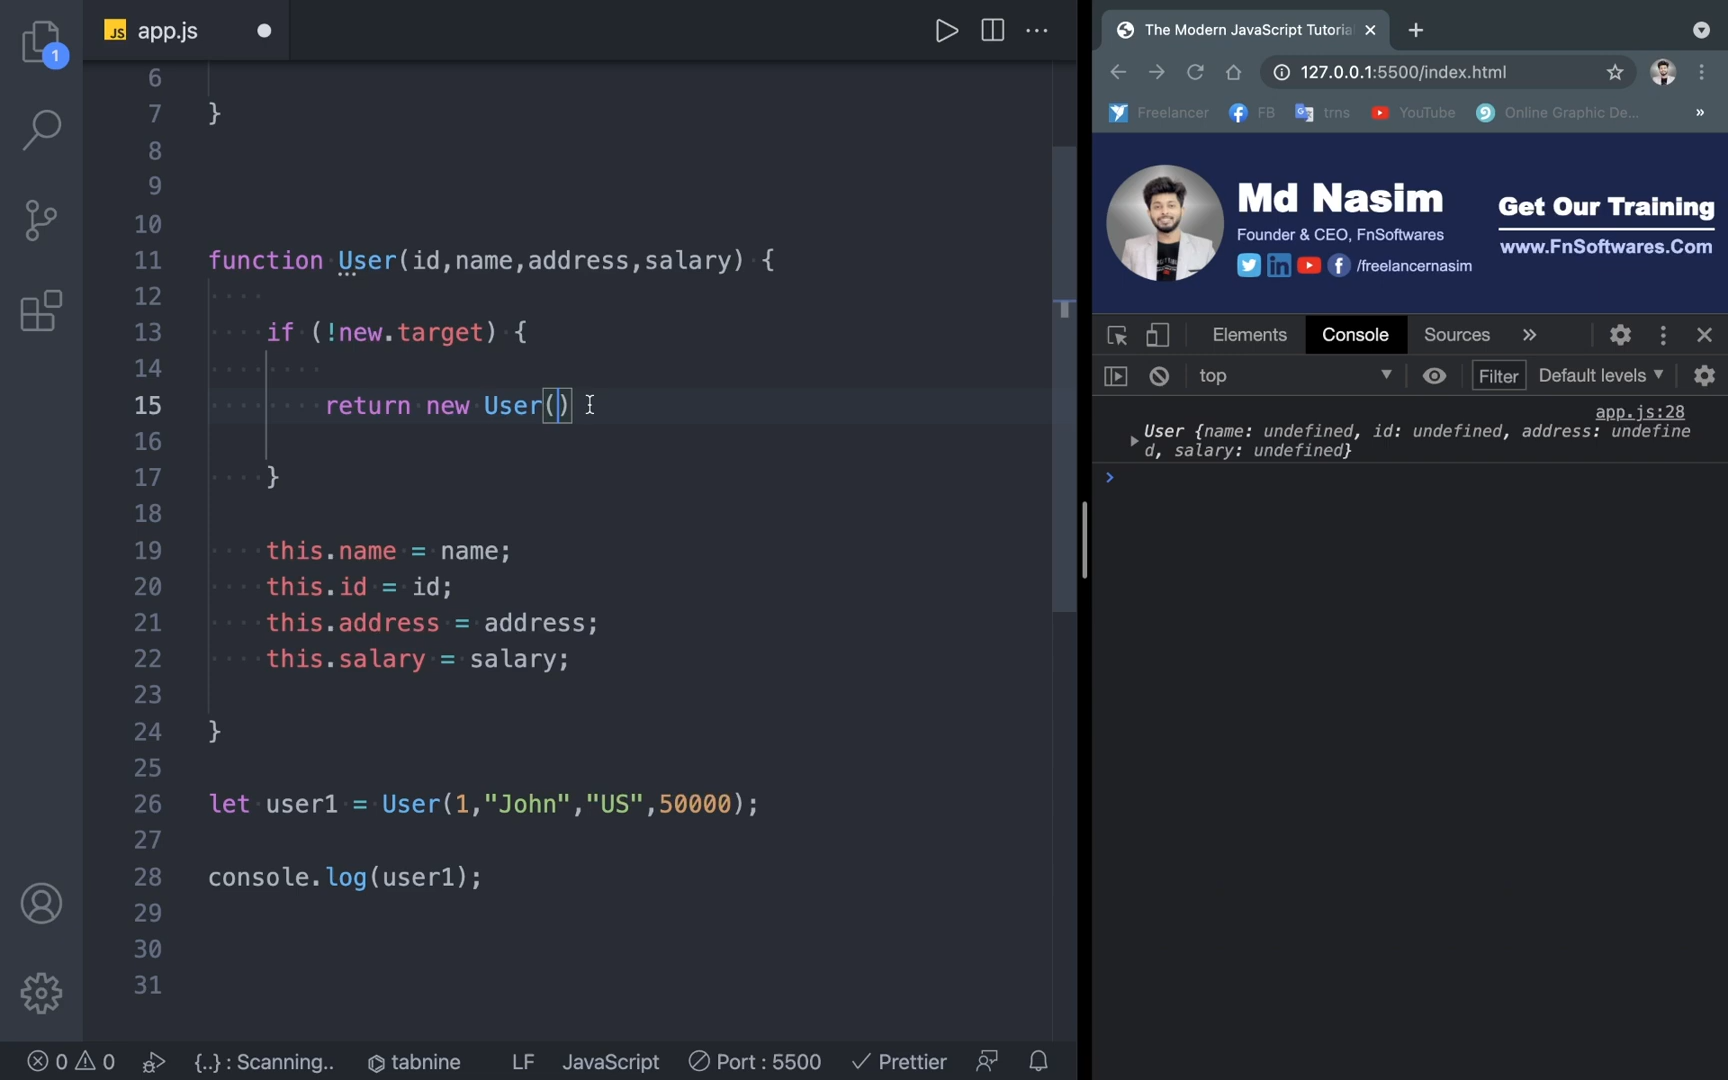 1
JS app.js
6
7 }
8
9
10
11 function User(id,name,address,salary) {
12
13 if (!new.target) {
14
15 return new User()
16
17 }
18
19 this.name = name;
20 this.id = id;
21 this.address = address;
22 this.salary = salary;
23
24 }
25
26 let user1 = User(1,"John","US",50000);
27
28 console.log(user1);
29
30
31
0 0 {..} : Scanning.. tabnine LF JavaScript Port : 5500 Prettier
The Modern JavaScript Tutoria
127.0.0.1:5500/index.html
Freelancer FB trns YouTube Online Graphic De... »
Md Nasim
Founder & CEO, FnSoftwares
/freelancernasim
Get Our Training
www.FnSoftwares.Com
Elements Console Sources »
top Filter Default levels
app.js:28
User {name: undefined, id: undefined, address: undefine
d, salary: undefined}